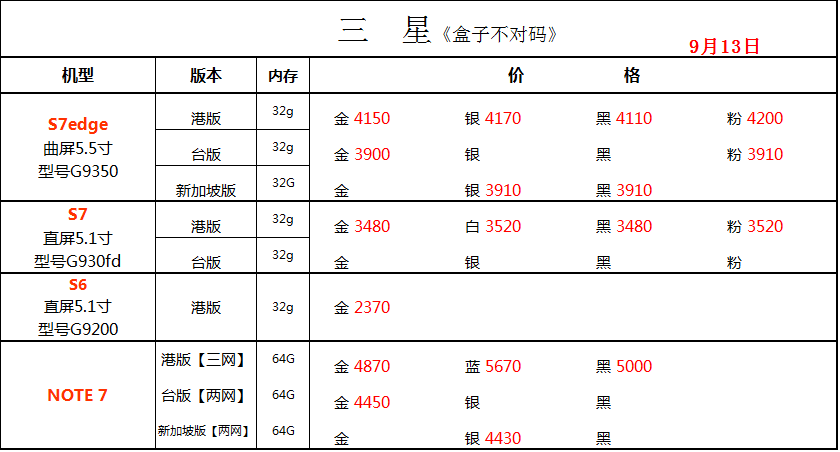 三 星《盒子不对码》
9月13日
机型 版本 内存 价 格
S7edge
曲屏5.5寸
型号G9350
港版 32g 金 4150 银 4170 黑 4110 粉 4200
台版 32g 金 3900 银 黑 粉 3910
新加坡版 32G 金 银 3910 黑 3910
S7
直屏5.1寸
型号G930fd
港版 32g 金 3480 白 3520 黑 3480 粉 3520
台版 32g 金 银 黑 粉
S6
直屏5.1寸
型号G9200
港版 32g 金 2370
NOTE 7
港版【三网】 64G 金 4870 蓝 5670 黑 5000
台版【两网】 64G 金 4450 银 黑
新加坡版【两网】 64G 金 银 4430 黑